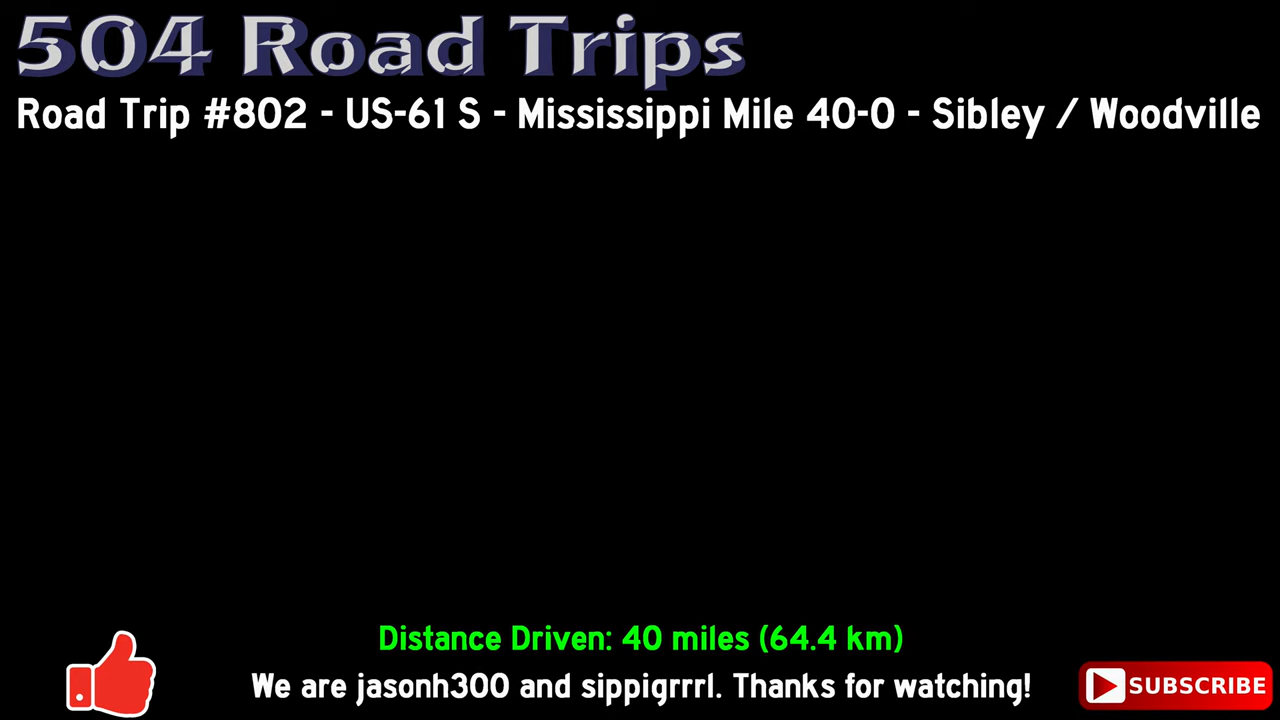 504 Road Trips
Road Trip #802 - US-61 S - Mississippi Mile 40-0 - Sibley / Woodville
Distance Driven: 40 miles (64.4 km)
We are jasonh300 and sippigrrrl. Thanks for watching!
SUBSCRIBE